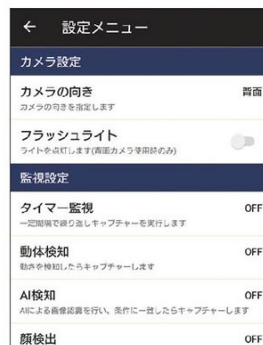 ← 設定メニュー
カメラ設定
カメラの向き 背面
カメラの向きを指定します
フラッシュライト
ライトを点灯します(背面カメラ使用時のみ)
監視設定
タイマー監視 OFF
一定間隔で繰り返しキャプチャーを実行します
動体検知 OFF
動きを検知したらキャプチャーします
AI検知 OFF
AIによる画像認識を行い、条件に一致したらキャプチャーします
顔検出 OFF